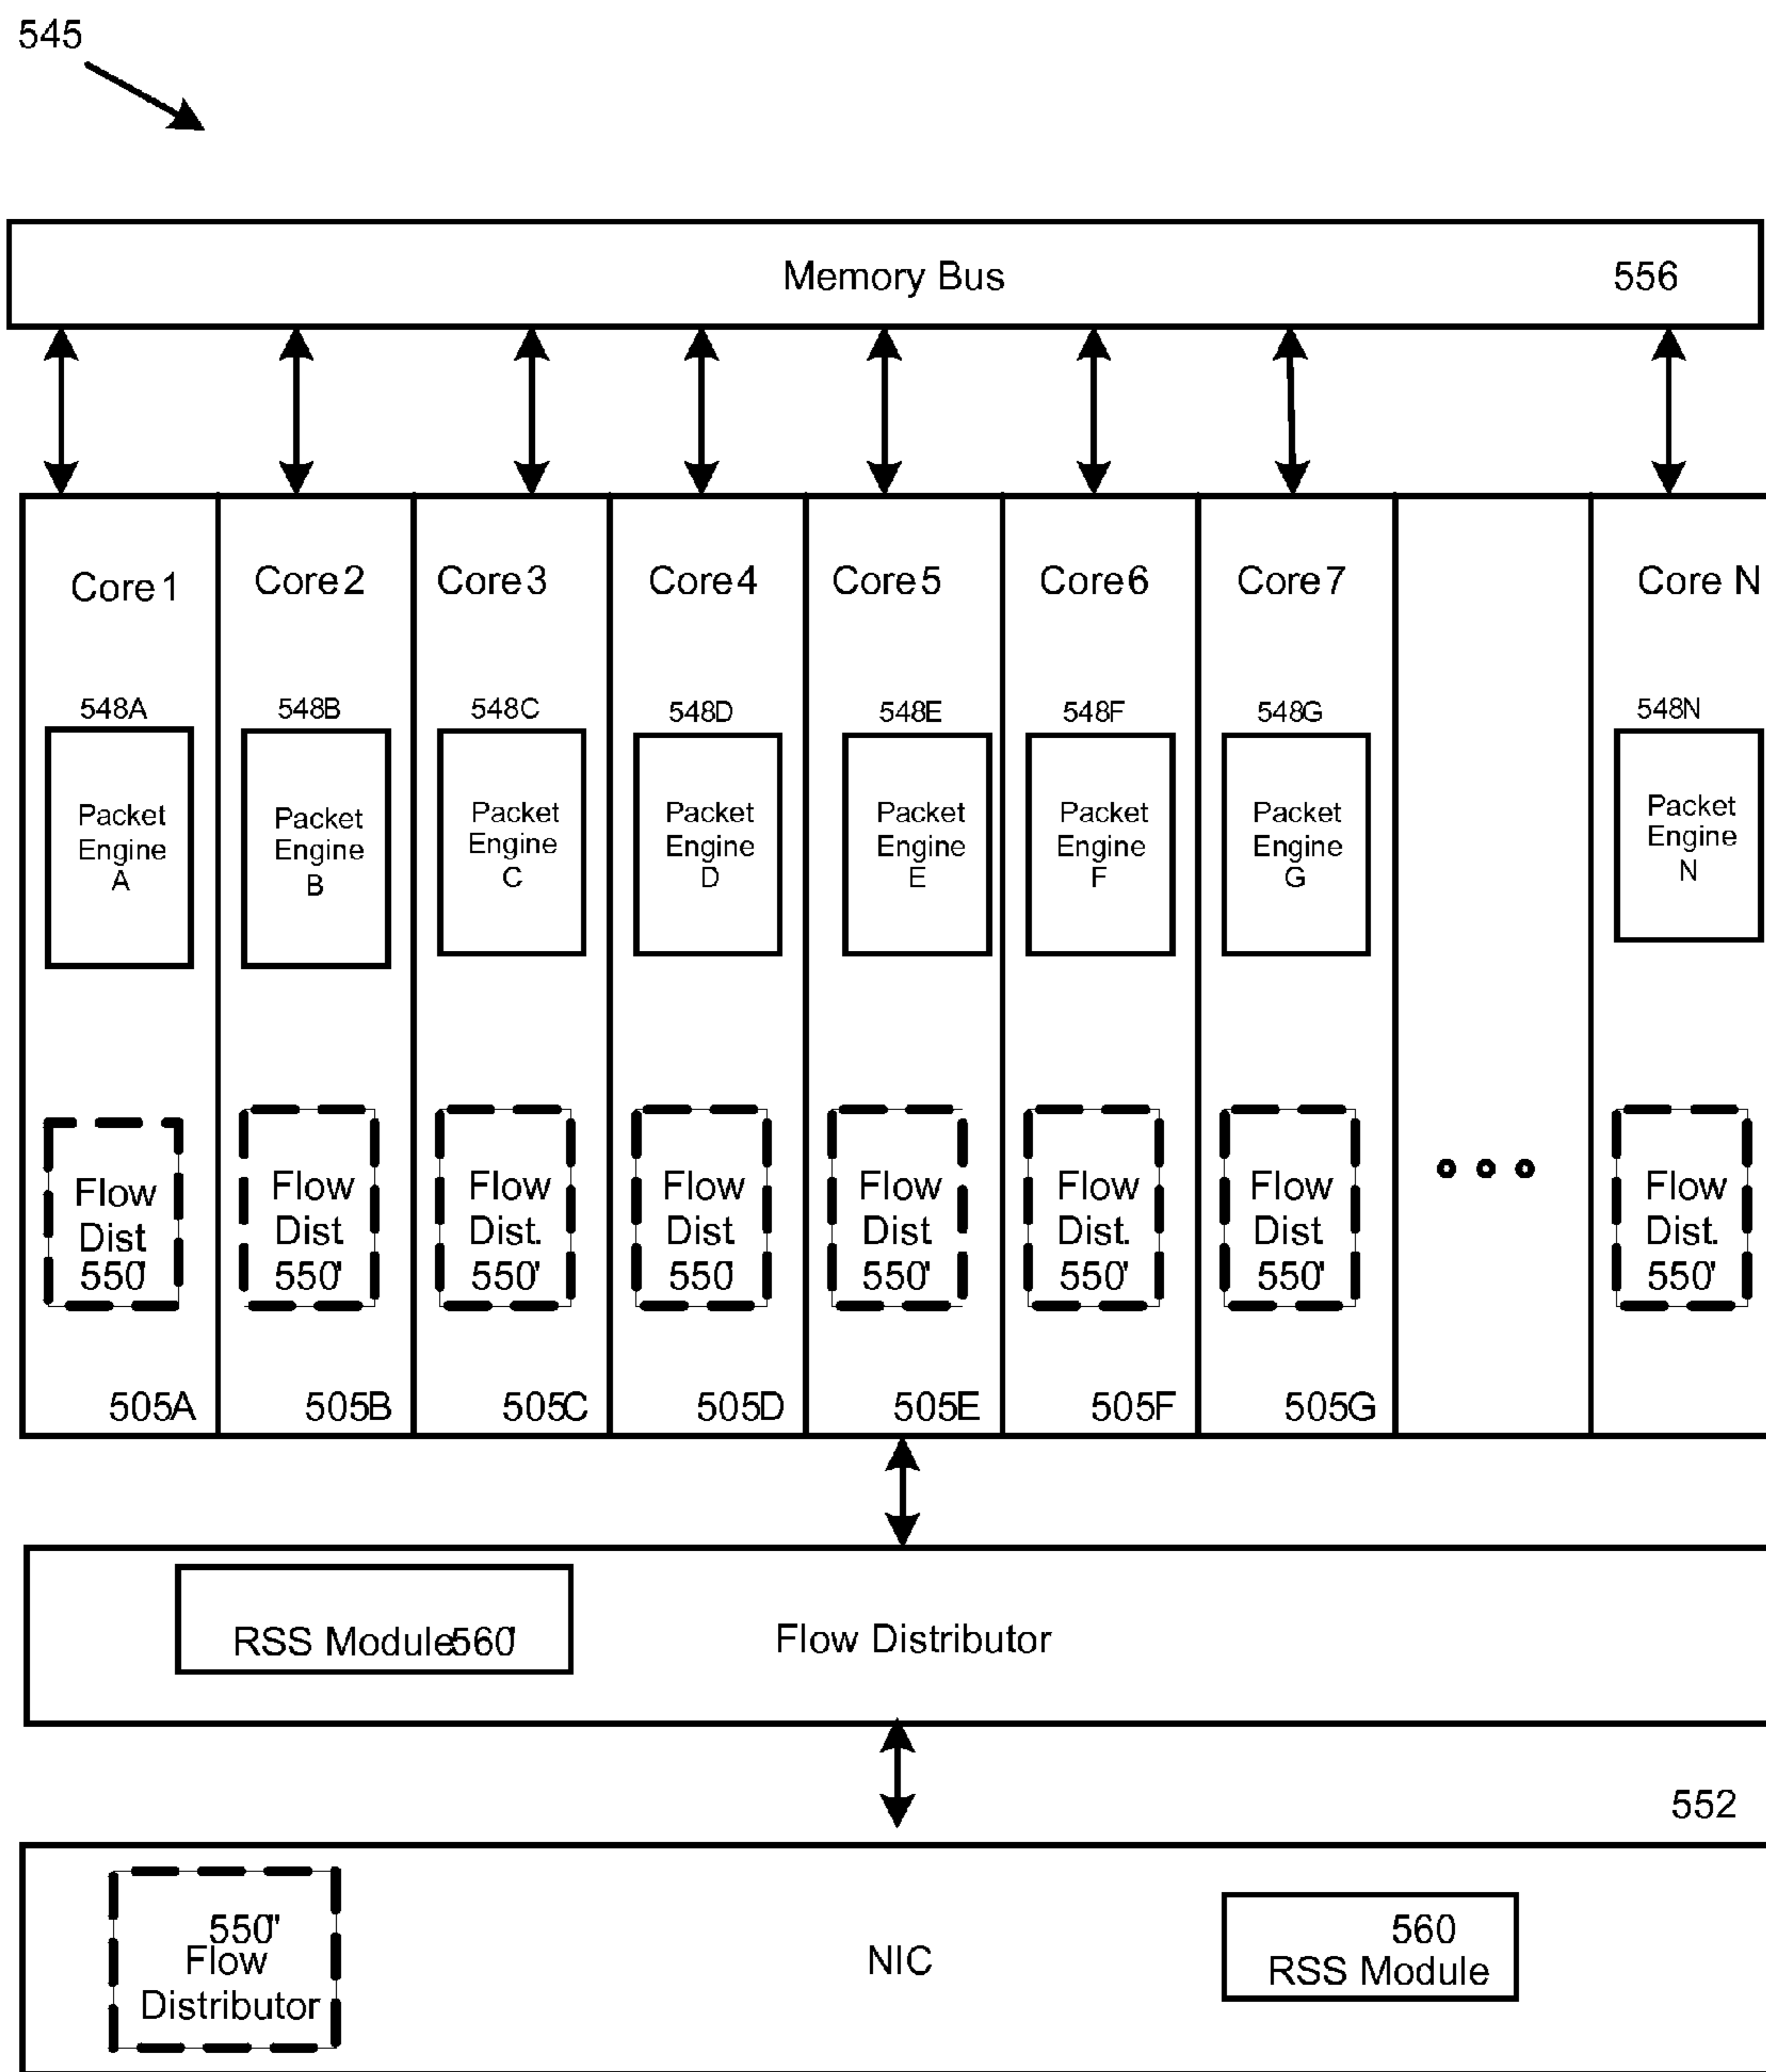 545
Memory Bus 556
Core 1 Core 2 Core 3 Core 4 Core 5 Core 6 Core 7 Core N
548A 548B 548C 548D 548E 548F 548G 548N
Packet Packet Packet Packet Packet Packet Packet Packet
Engine Engine Engine Engine Engine Engine Engine Engine
A B C D E F G N
Flow Flow Flow Flow Flow Flow Flow Flow
Dist Dist Dist. Dist Dist. Dist. Dist Dist.
550' 550' 550' 550' 550' 550' 550' 550'
505A 505B 505C 505D 505E 505F 505G
RSS Module 560' Flow Distributor
552
550"
Flow
Distributor
NIC
560
RSS Module